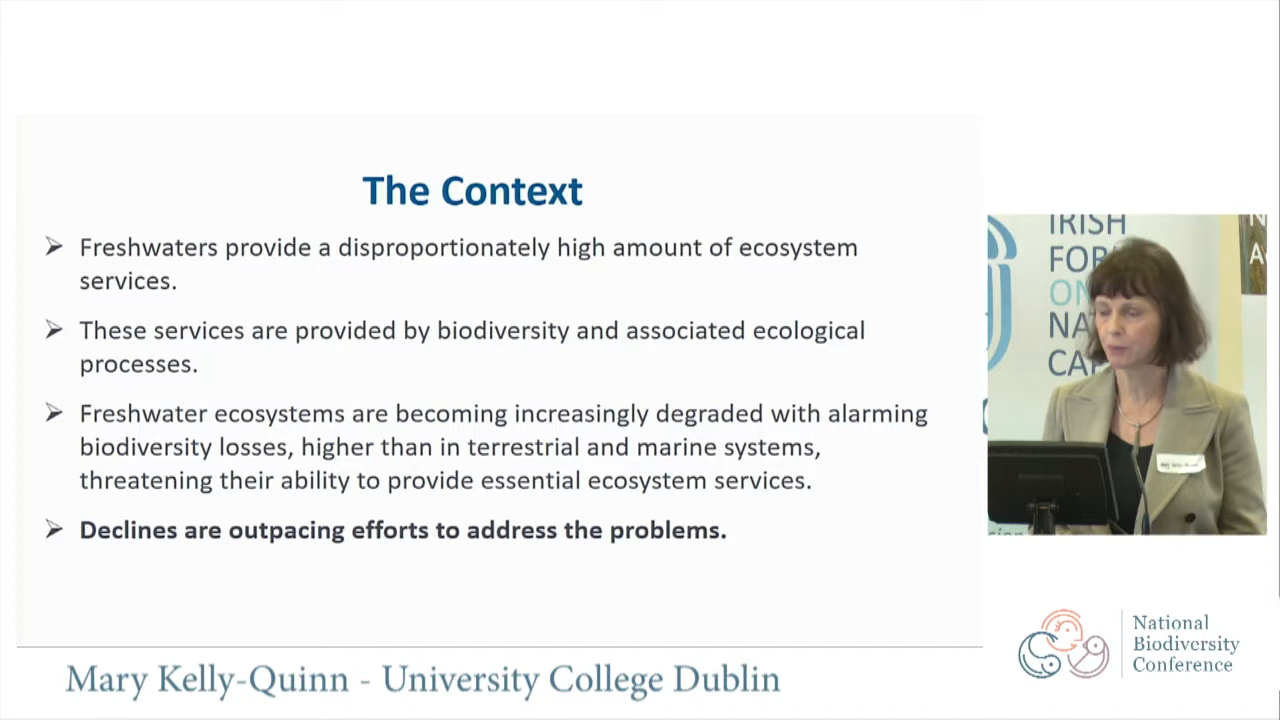 The Context
Freshwaters provide a disproportionately high amount of ecosystem
services.
These services are provided by biodiversity and associated ecological
processes.
Freshwater ecosystems are becoming increasingly degraded with alarming
biodiversity losses, higher than in terrestrial and marine systems,
threatening their ability to provide essential ecosystem services.
Declines are outpacing efforts to address the problems.
IRISH
FOR
ON
NA
CAP
National
Biodiversity
Conference
Mary Kelly-Quinn - University College Dublin